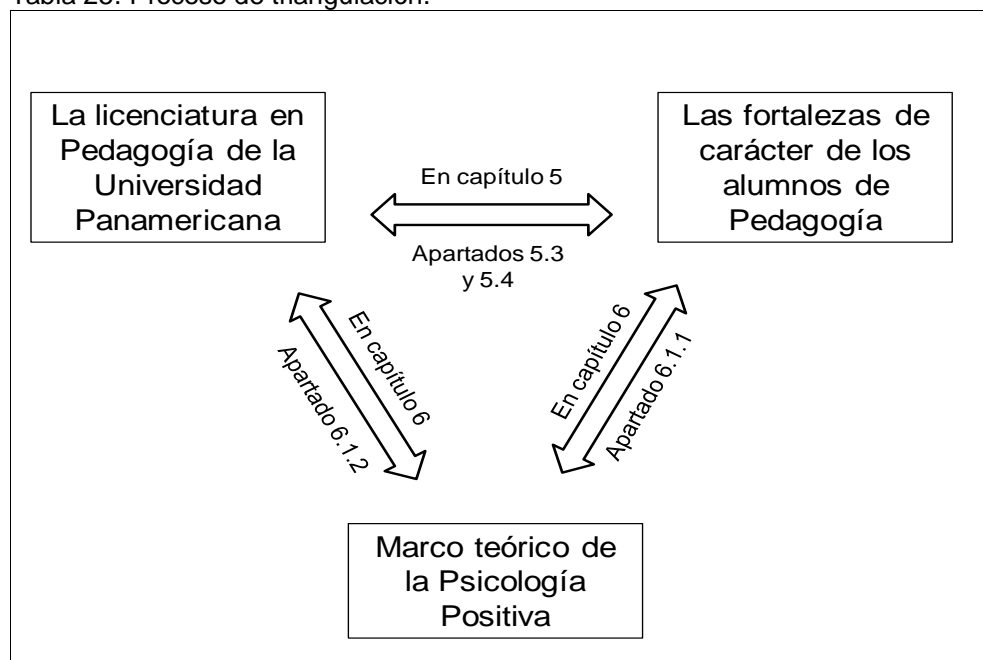 Tabla 25. Proceso de triangulación.
La licenciatura en
Pedagogía de la
Universidad
Panamericana
En capítulo 5
Apartados 5.3
y 5.4
Las fortalezas de
carácter de los
alumnos de
Pedagogía
En capítulo 6
Apartado 6.1.2
En capítulo 6
Apartado 6.1.1
Marco teórico de
la Psicología
Positiva